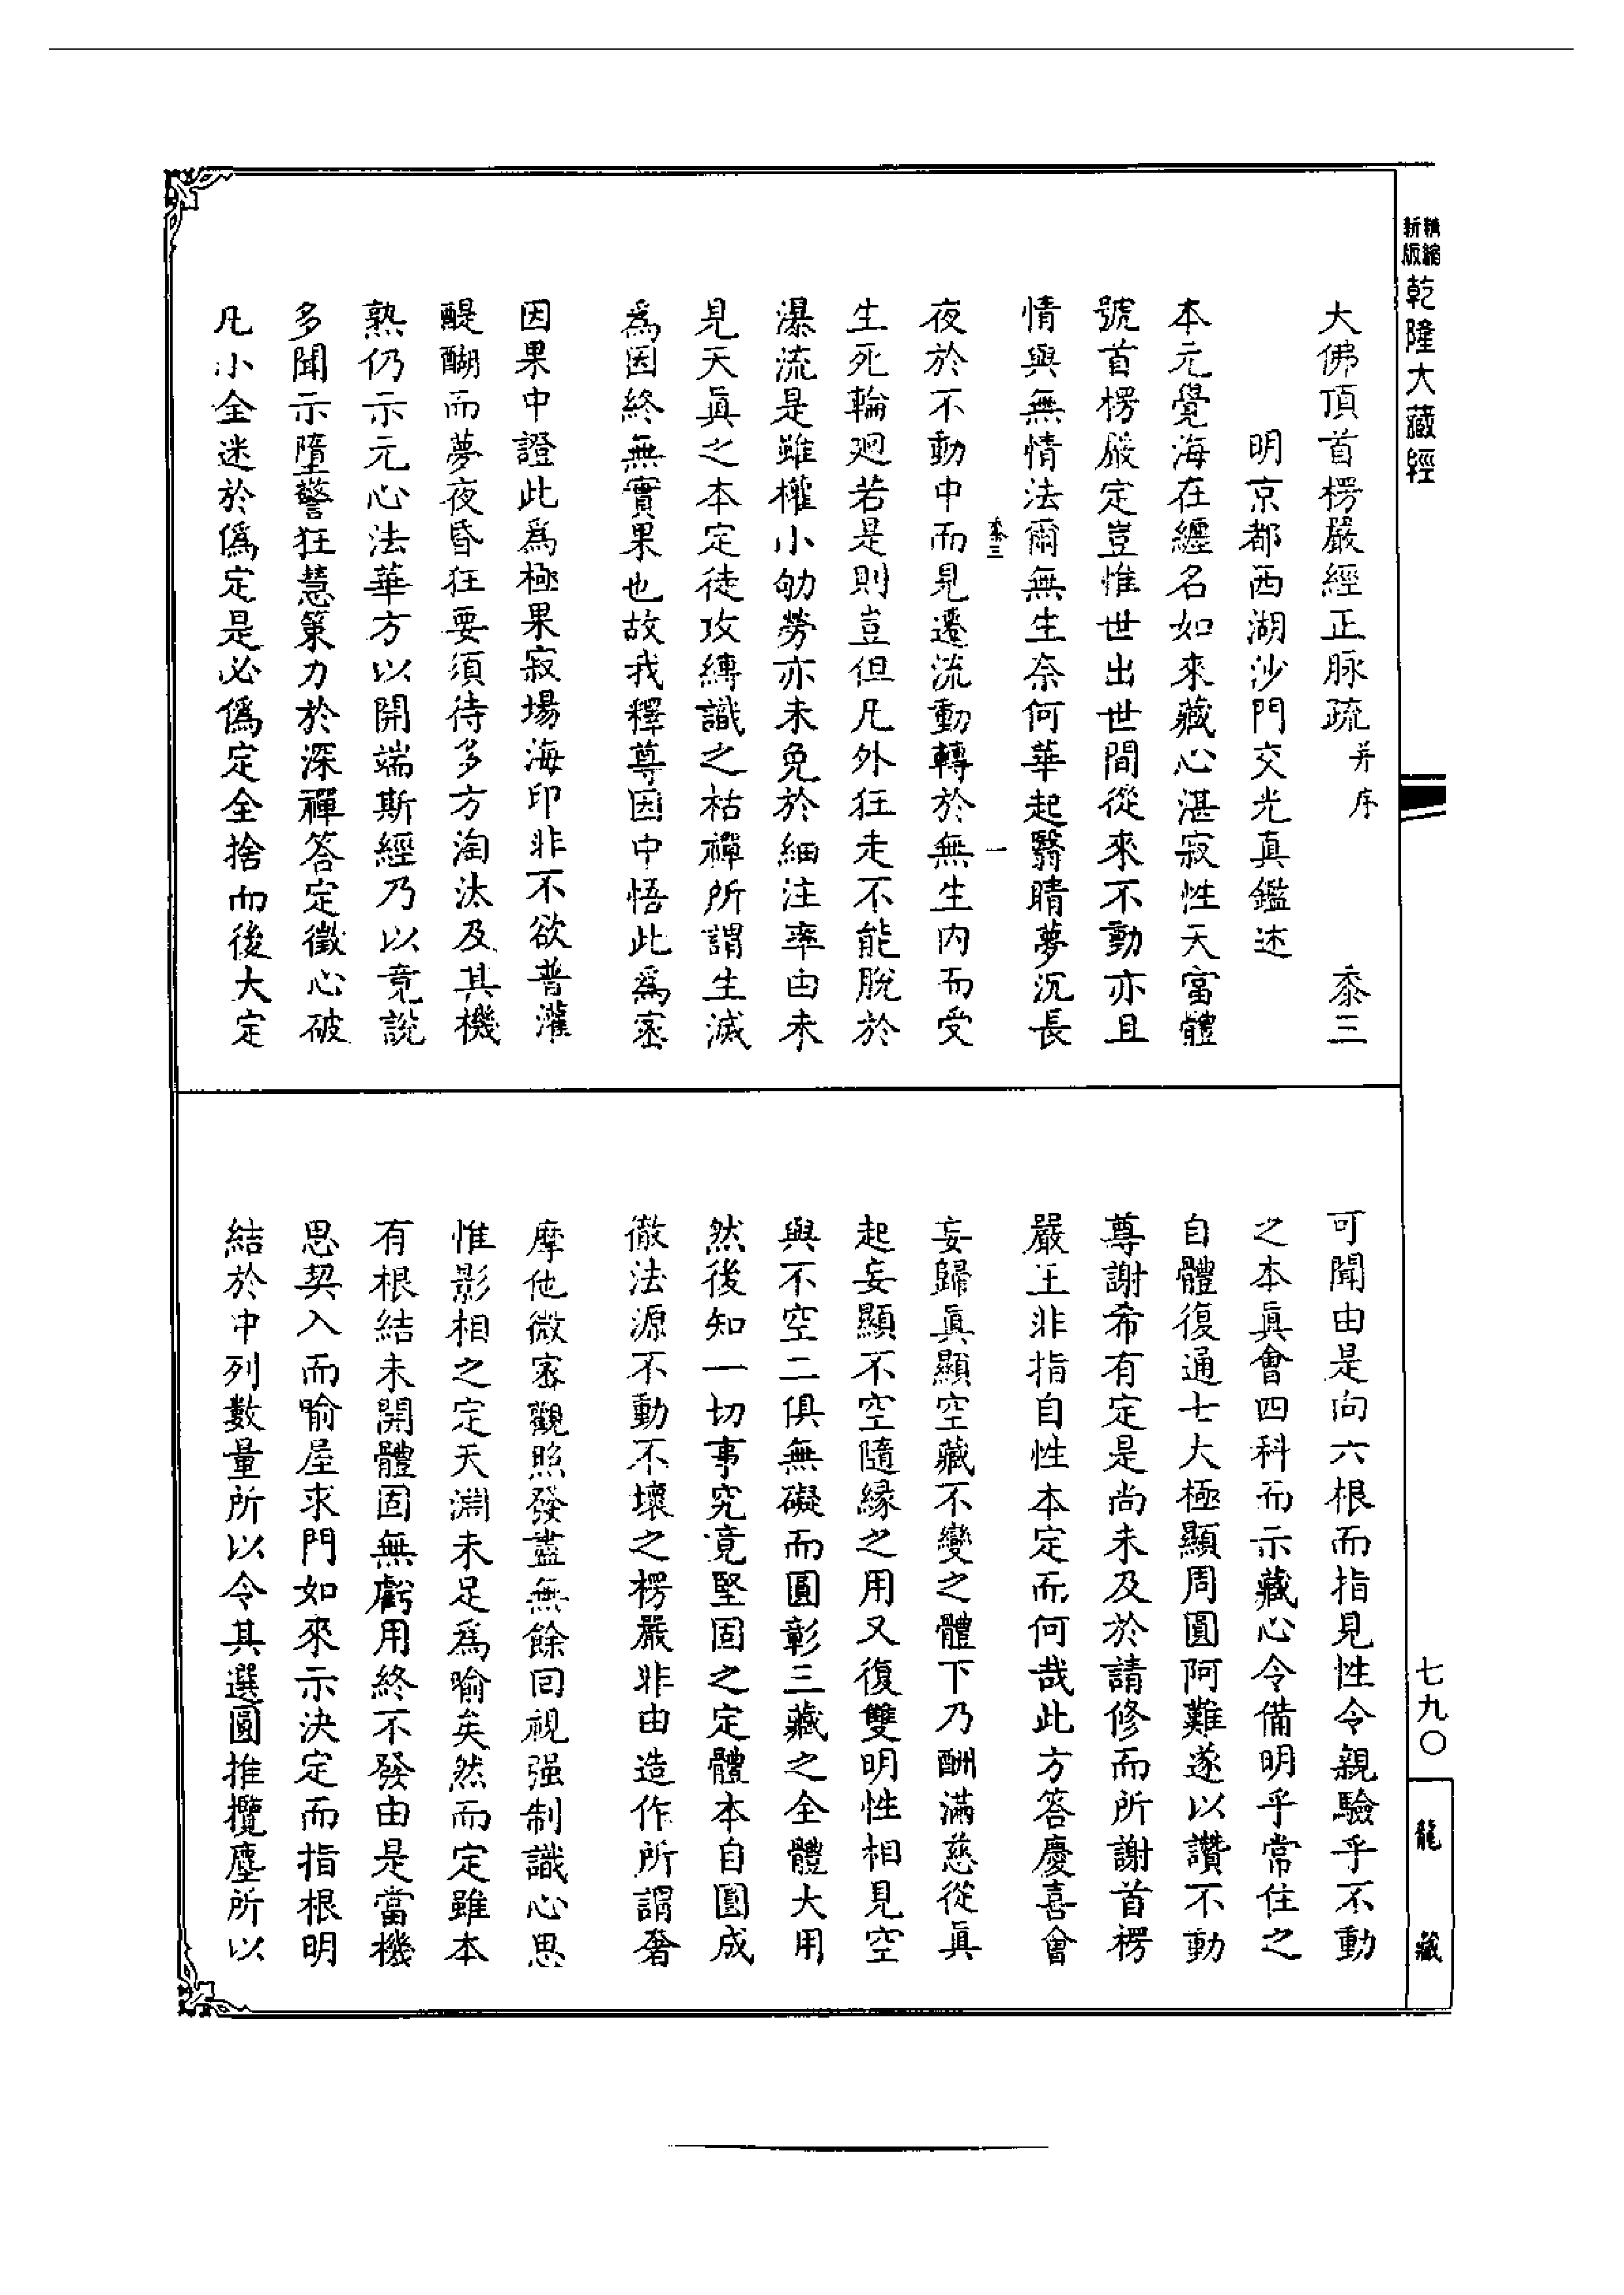 精縮新版乾隆大藏經
大佛頂首楞嚴經正脉疏并序 黍三
明京都西湖沙門交光真鑑述
本元覺海在纏名如來藏心湛寂性天富體
號首楞嚴定豈惟世出世間從來不動亦且
情與無情法爾無生奈何華起翳睛夢沉長
黍三 一
夜於不動中而見遷流動轉於無生內而受
生死輪迴若是則豈但凡外狂走不能脫於
瀑流是雖權小劬勞亦未免於細注率由未
見天眞之本定徒攻縛識之枯禪所謂生滅
爲因終無實果也故我釋尊因中悟此爲密
因果中證此爲極果寂場海印非不欲普灌
醍醐而夢夜昏狂要須待多方淘汰及其機
熟仍示元心法華方以開端斯經乃以竟說
多聞示墮警狂慧策力於深禪答定徵心破
凡小全迷於僞定是必僞定全捨而後大定
可聞由是向六根而指見性令親驗乎不動
之本眞會四科而示藏心令備明乎常住之
自體復通七大極顯周圓阿難遂以讚不動
尊謝希有定是尚未及於請修而所謝首楞
嚴王非指自性本定而何哉此方答慶喜會
妄歸眞顯空藏不變之體下乃酬滿慈從眞
起妄顯不空隨緣之用又復雙明性相見空
與不空二俱無礙而圓彰三藏之全體大用
然後知一切事究竟堅固之定體本自圓成
徹法源不動不壞之楞嚴非由造作所謂奢
摩他微密觀照發盡無餘回視强制識心思
惟影相之定天淵未足爲喻矣然而定雖本
有根結未開體固無虧用終不發由是當機
思契入而喻屋求門如來示決定而指根明
結於中列數量所以令其選圓推攬塵所以
七九〇
龍藏